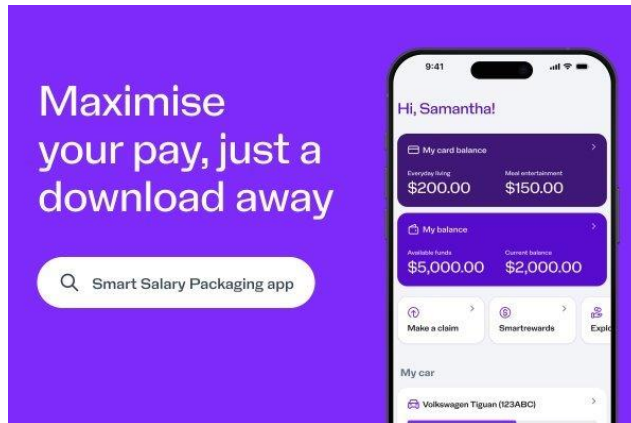 Maximise
your pay, just a
download away
Smart Salary Packaging app
9:41
Hi, Samantha!
My card balance
Everyday living Meal entertainment
$200.00 $150.00
My balance
Available funds Current balance
$5,000.00 $2,000.00
Make a claim Smartrewards Explo
My car
Volkswagen Tiguan (123ABC)